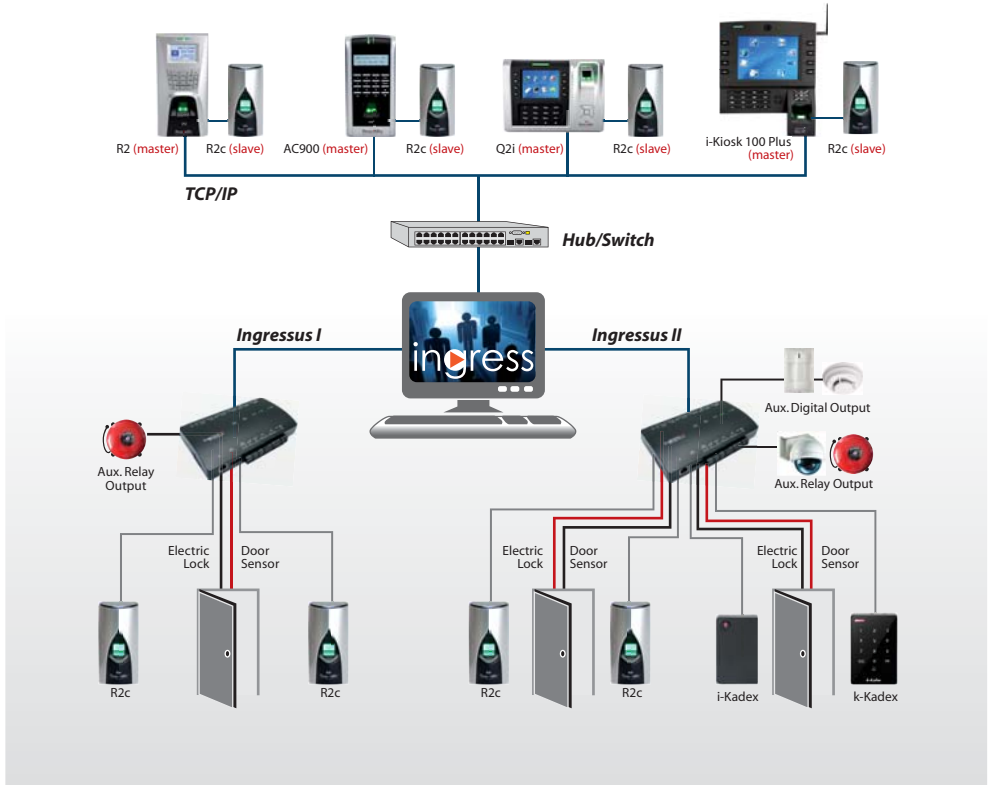 R2 (master)
R2c (slave)
AC900 (master)
R2c (slave)
Q2i (master)
R2c (slave)
i-Kiosk 100 Plus
(master)
R2c (slave)
TCP/IP
Hub/Switch
Ingressus I
ingress
Ingressus II
Aux. Digital Output
Aux. Relay
Output
Aux. Relay Output
Electric
Lock
Door
Sensor
Electric
Lock
Door
Sensor
Electric
Lock
Door
Sensor
R2c
R2c
R2c
R2c
i-Kadex
k-Kadex